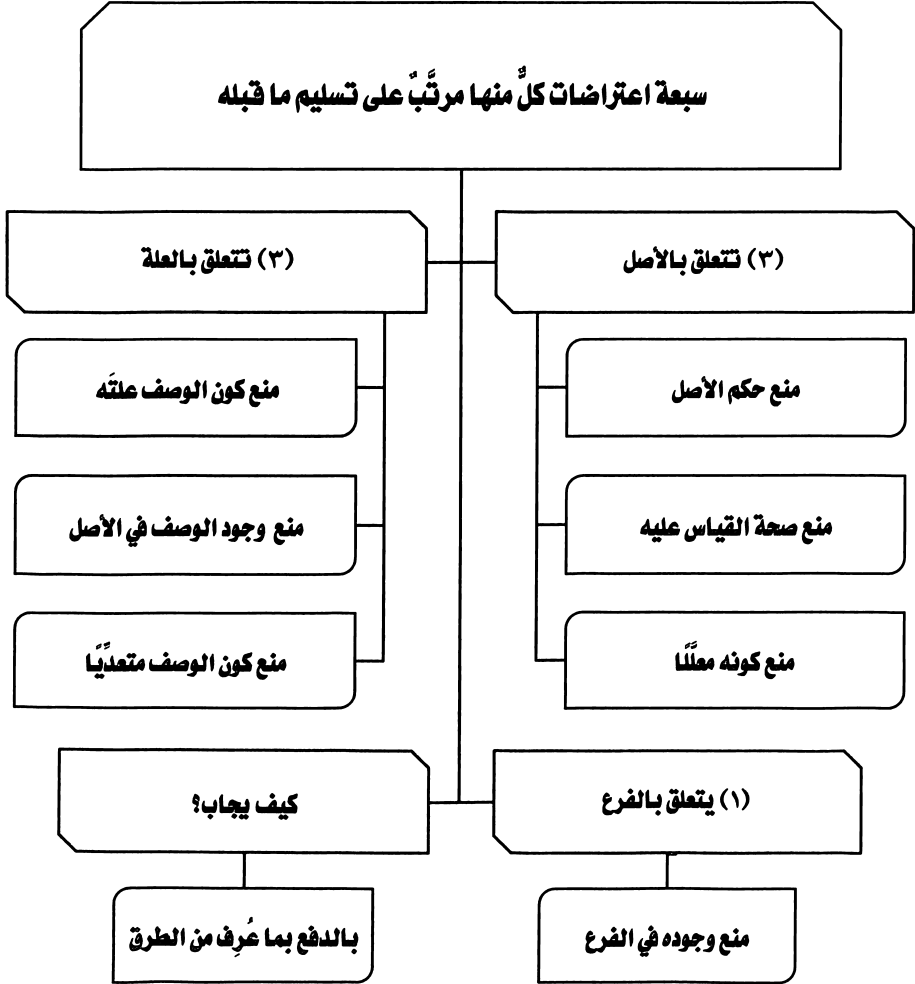 سبعة اعتراضات كلٌّ منها مرتَّبٌ على تسليم ما قبله
(٣) تتعلق بالأصل
منع حكم الأصل
منع صحة القياس عليه
منع كونه معلَّلًا
(٣) تتعلق بالعلة
منع كون الوصف علتَه
منع وجود الوصف في الأصل
منع كون الوصف متعدِّيًا
(١) يتعلق بالفرع
منع وجوده في الفرع
كيف يجاب؟
بالدفع بما عُرِف من الطرق